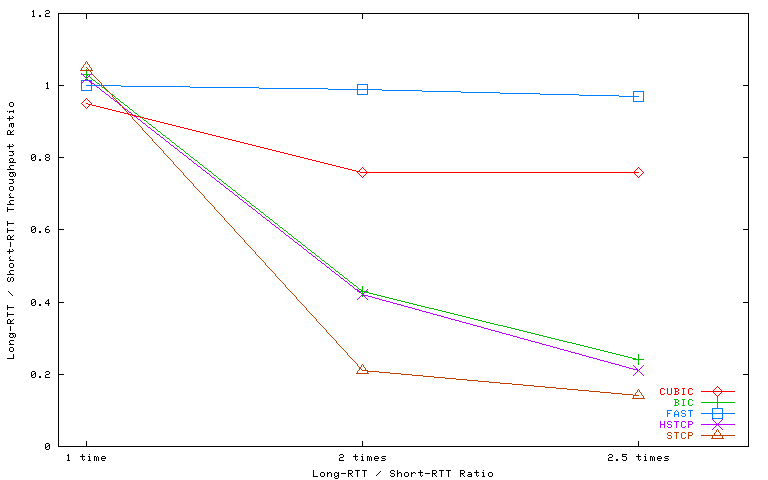 1.2
1
0.8
0.6
0.4
0.2
0
Long-RTT / Short-RTT Throughput Ratio
CUBIC
BIC
FAST
HSTCP
STCP
1 time
2 times
2.5 times
Long-RTT / Short-RTT Ratio